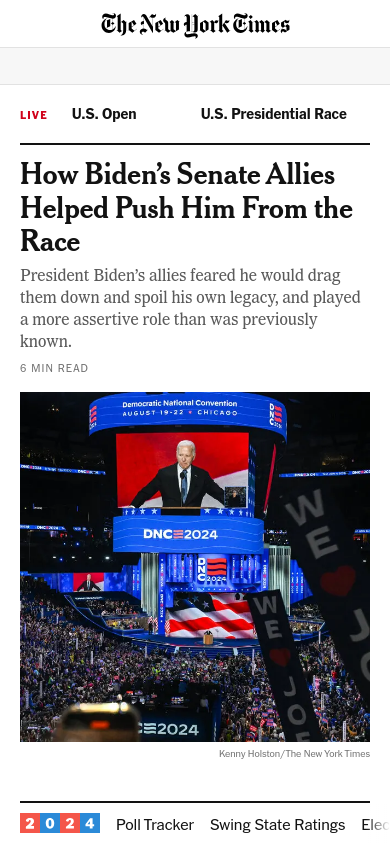 The New York Times
LIVE U.S. Open U.S. Presidential Race
How Biden's Senate Allies
Helped Push Him From the
Race
President Biden's allies feared he would drag
them down and spoil his own legacy, and played
a more assertive role than was previously
known.
6 MIN READ
Democratic National Convention
AUGUST 19-22 • CHICAGO
DNC
DNC 2024
DNC
2024
WE ❤ JOE
WE ❤ JO
2024
Kenny Holston/The New York Times
2024 Poll Tracker Swing State Ratings Elec